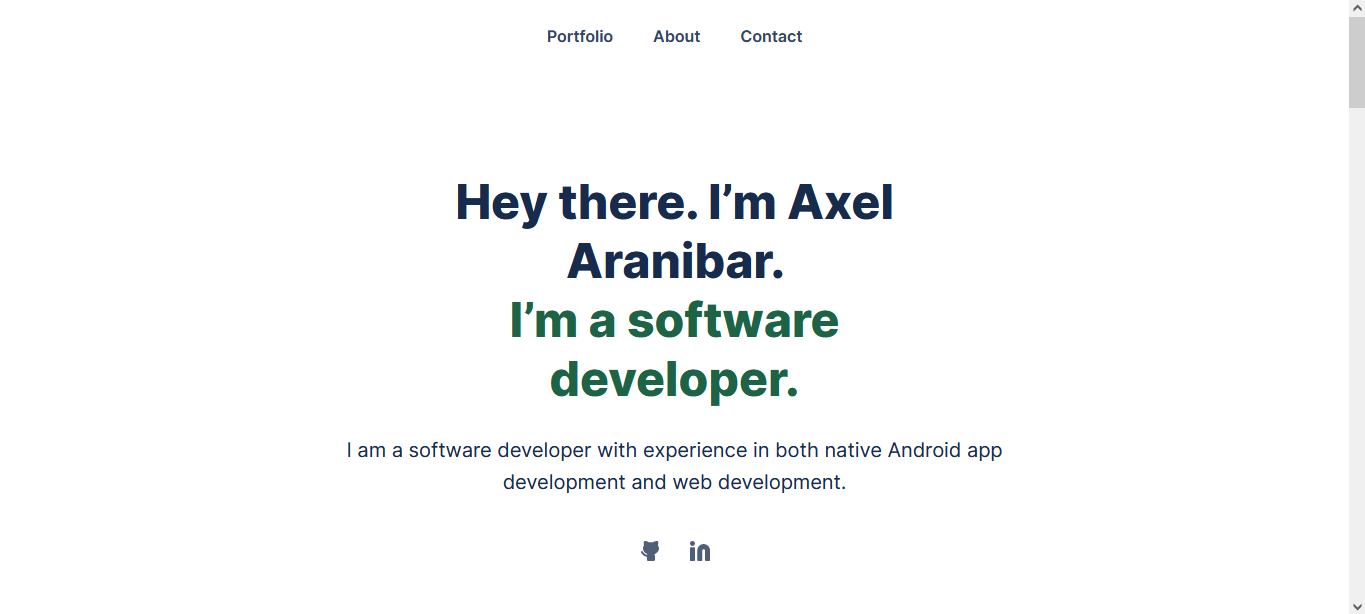 Portfolio About Contact
Hey there. I’m Axel
Aranibar.
I’m a software
developer.
I am a software developer with experience in both native Android app
development and web development.
in